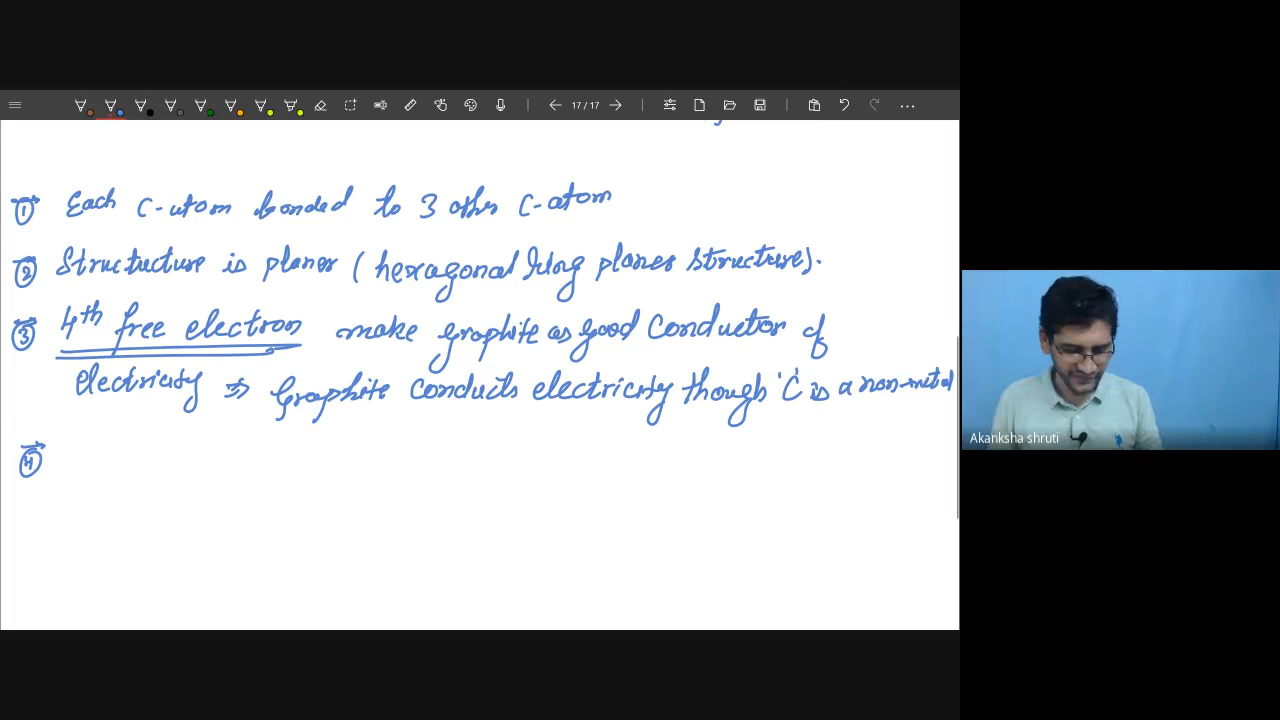 17/17
① Each C-atom bonded to 3 other C-atom
② Structucture is planer (hexagonal Ring planer structure).
③ 4th free electron make graphite as good conductor of
electricity ⇒ Graphite conducts electricity though 'C' is a non-metal
④
Akanksha shruti